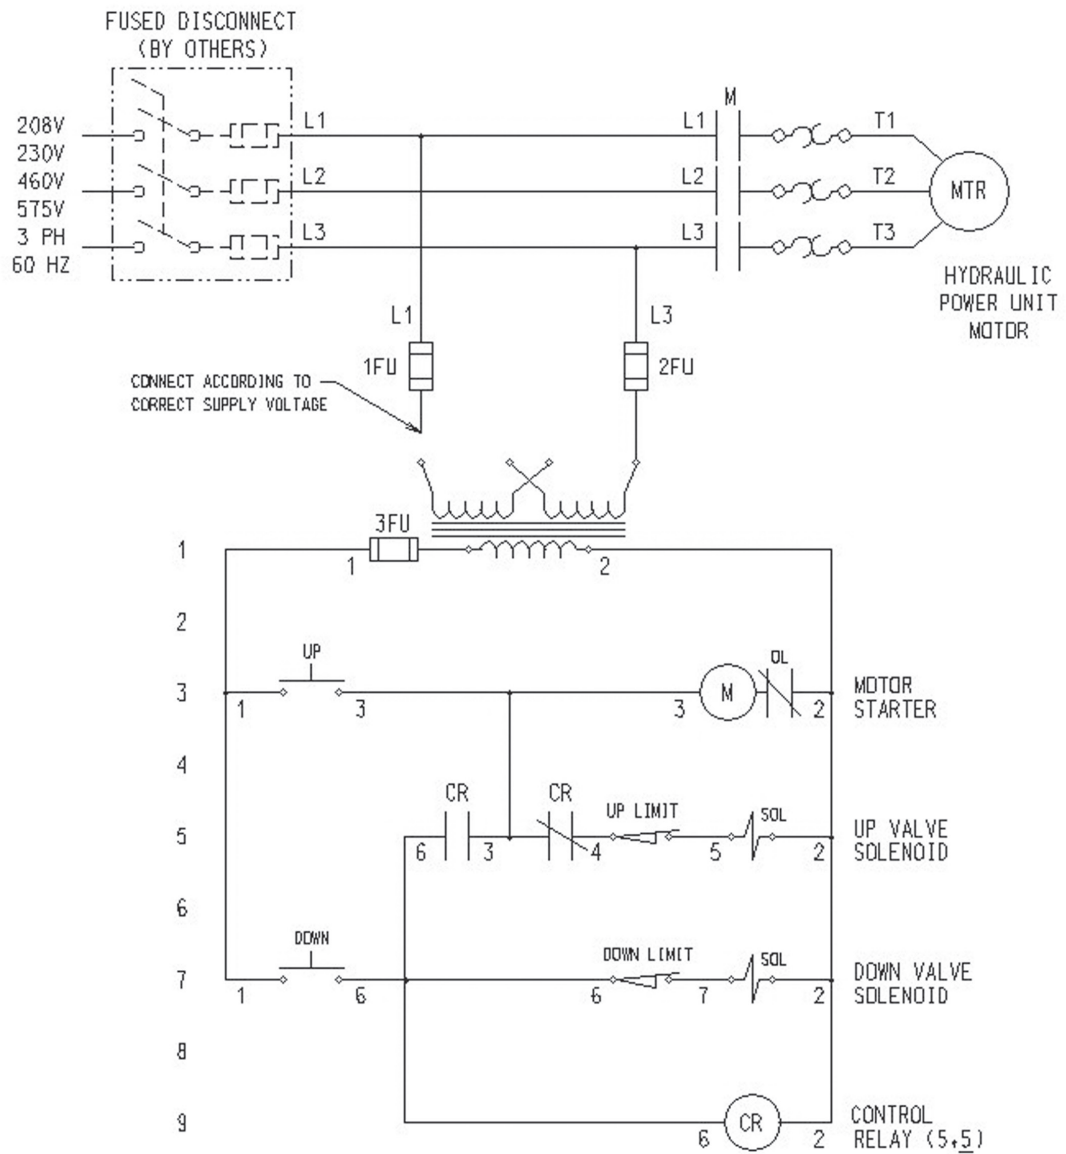 FUSED DISCONNECT
(BY OTHERS)
208V
230V
460V
575V
3 PH
60 HZ
L1
L2
L3
L1
L2
L3
M
T1
T2
T3
MTR
HYDRAULIC
POWER UNIT
MOTOR
L1
L3
1FU
2FU
CONNECT ACCORDING TO
CORRECT SUPPLY VOLTAGE
3FU
1
1
2
2
UP
3
1
3
3
M
OL
2
MOTOR
STARTER
4
CR
CR
UP LIMIT
SOL
5
6
3
4
5
2
UP VALVE
SOLENOID
6
DOWN
DOWN LIMIT
SOL
7
1
6
6
7
2
DOWN VALVE
SOLENOID
8
9
6
CR
2
CONTROL
RELAY (5,5)